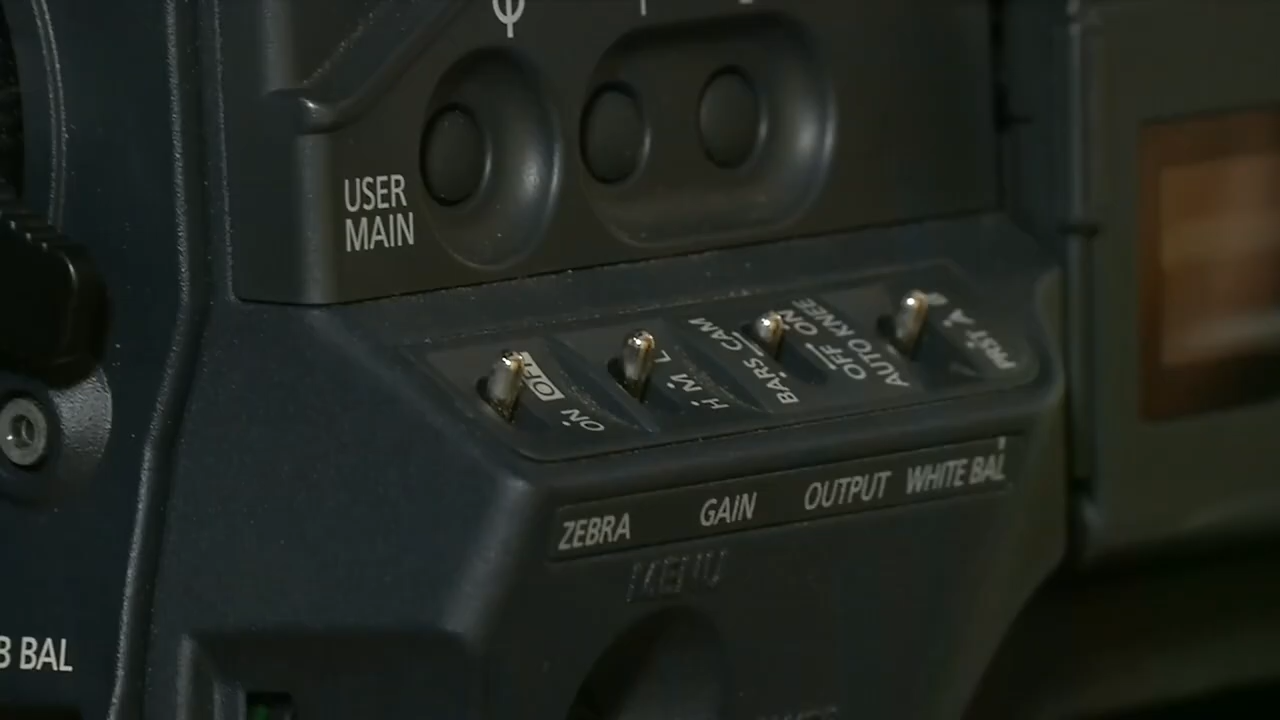 USER
MAIN
ON OFF
H M L
BARS CAM
OFF ON
AUTO KNEE
PRST A B
ZEBRA GAIN OUTPUT WHITE BAL
MENU
B BAL